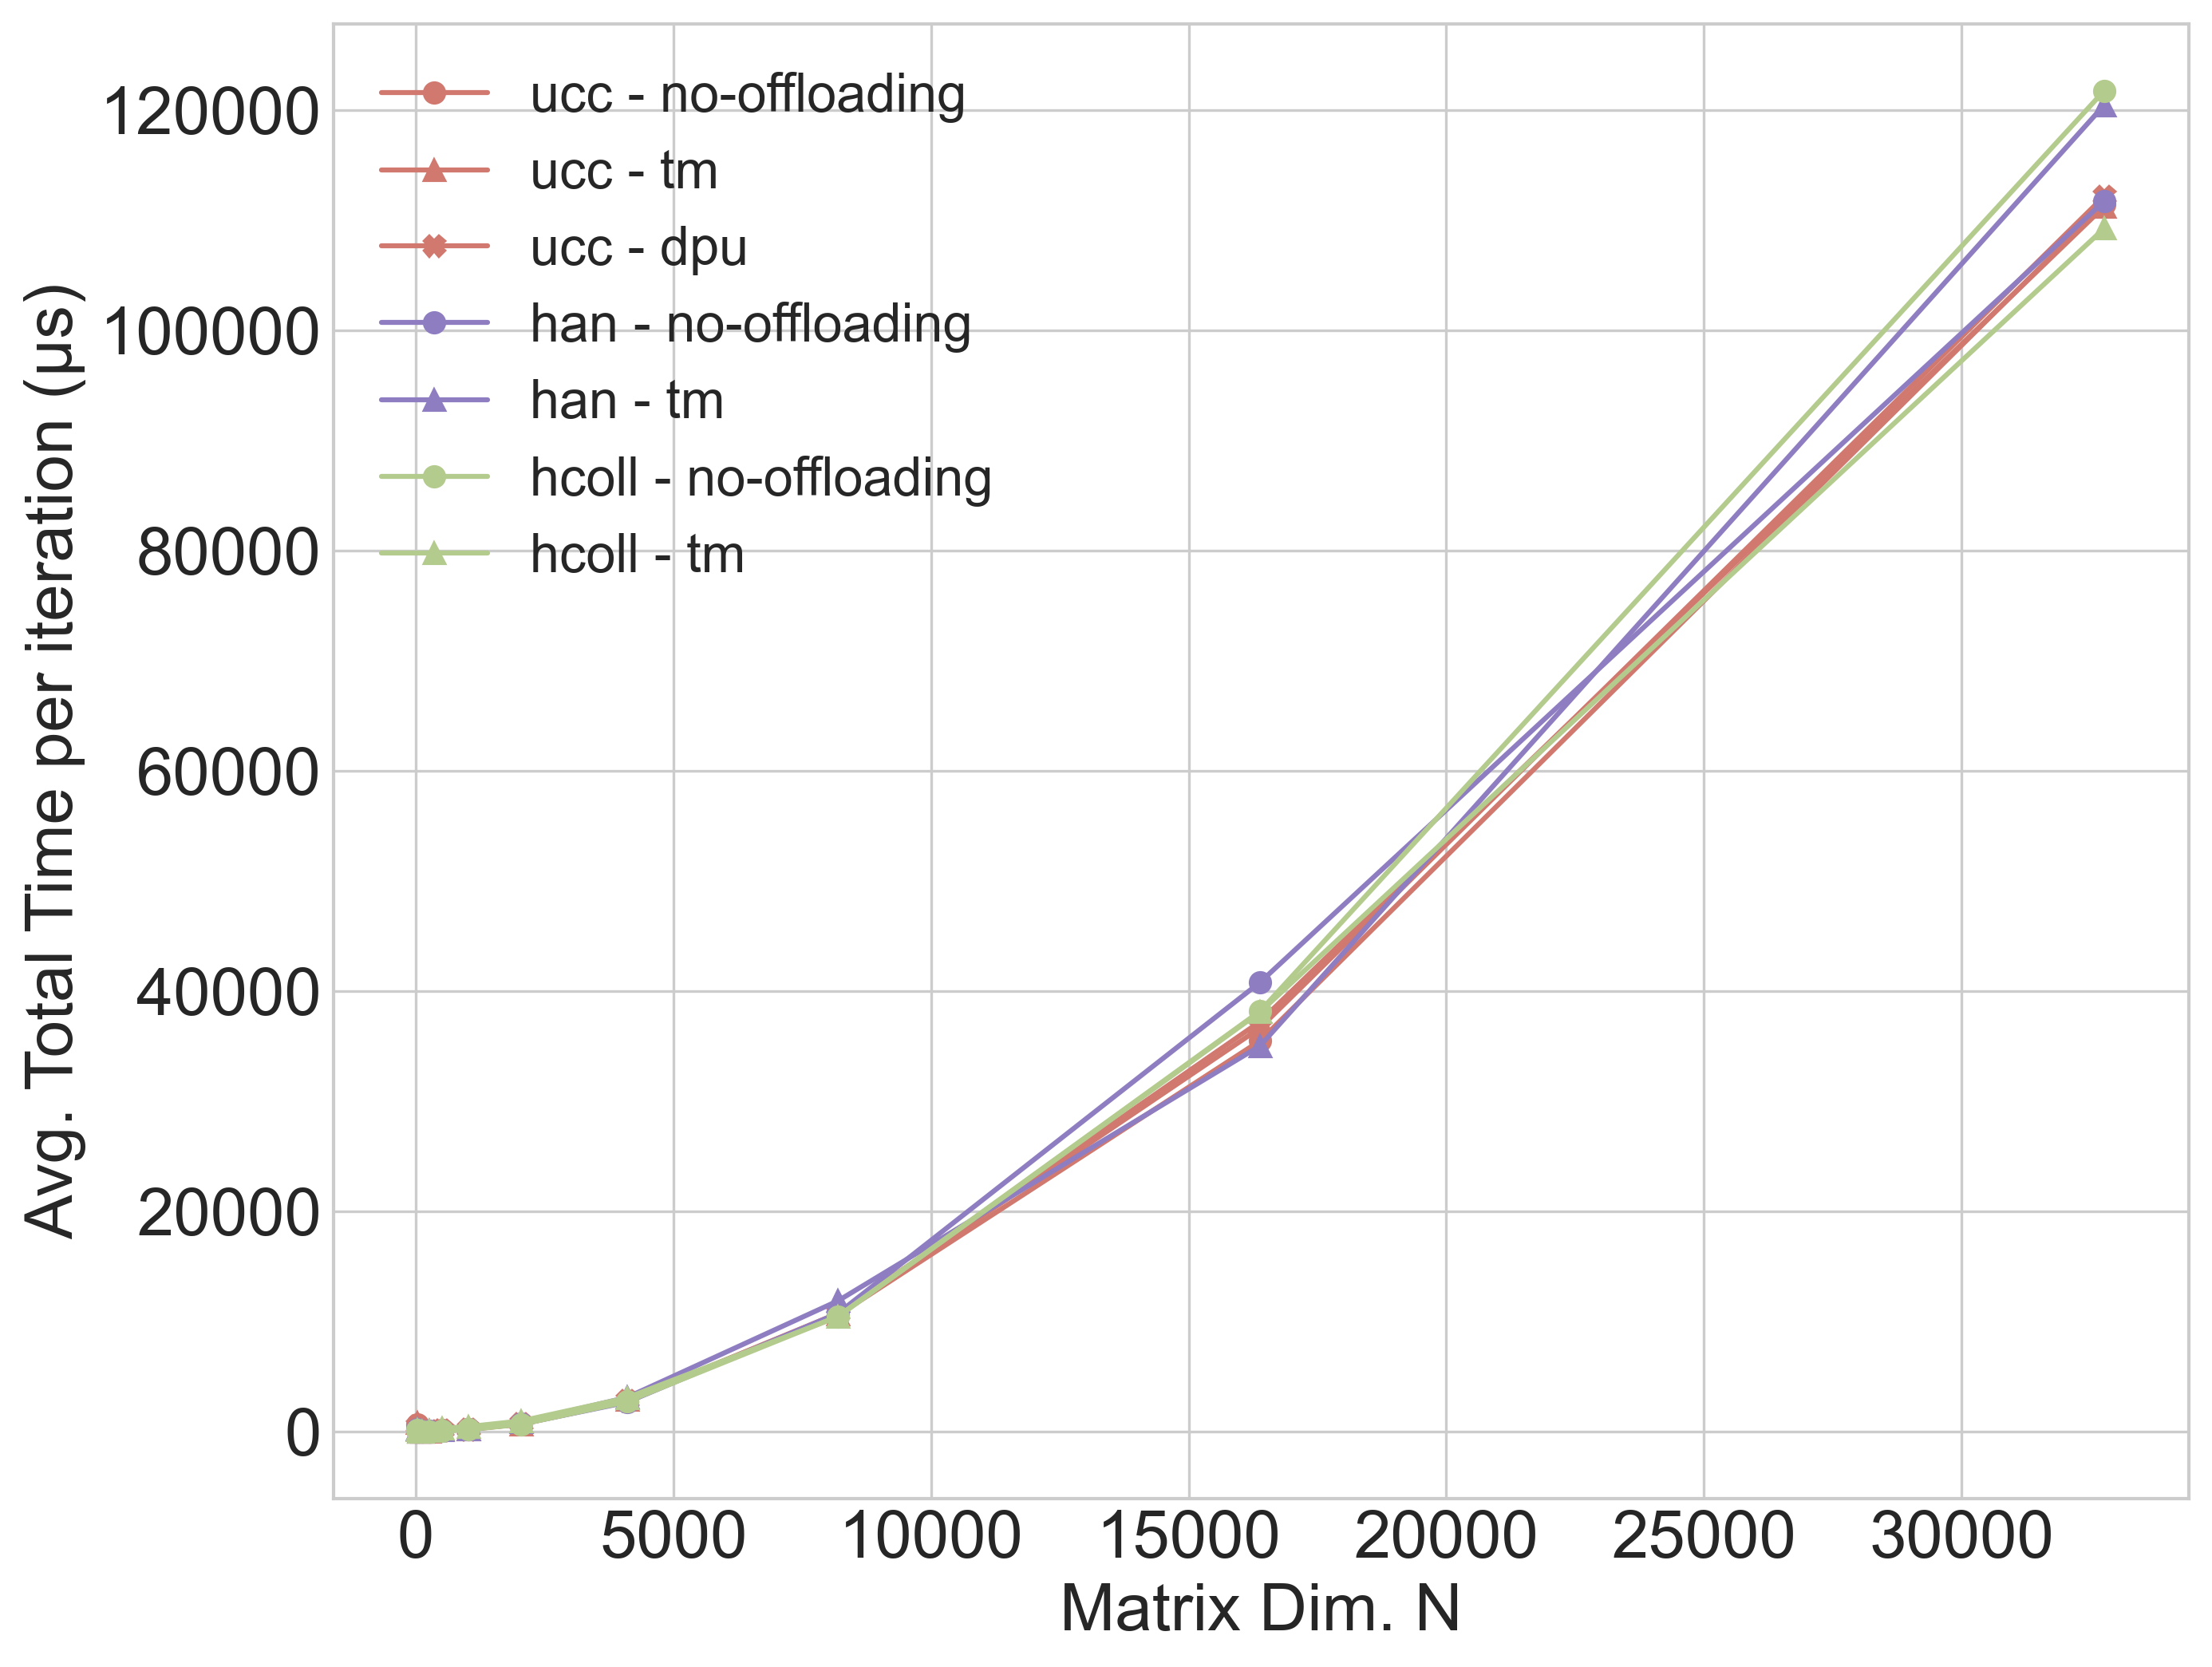 ucc - no-offloading
ucc - tm
ucc - dpu
han - no-offloading
han - tm
hcoll - no-offloading
hcoll - tm
Avg. Total Time per iteration (µs)
120000
100000
80000
60000
40000
20000
0
0 5000 10000 15000 20000 25000 30000
Matrix Dim. N